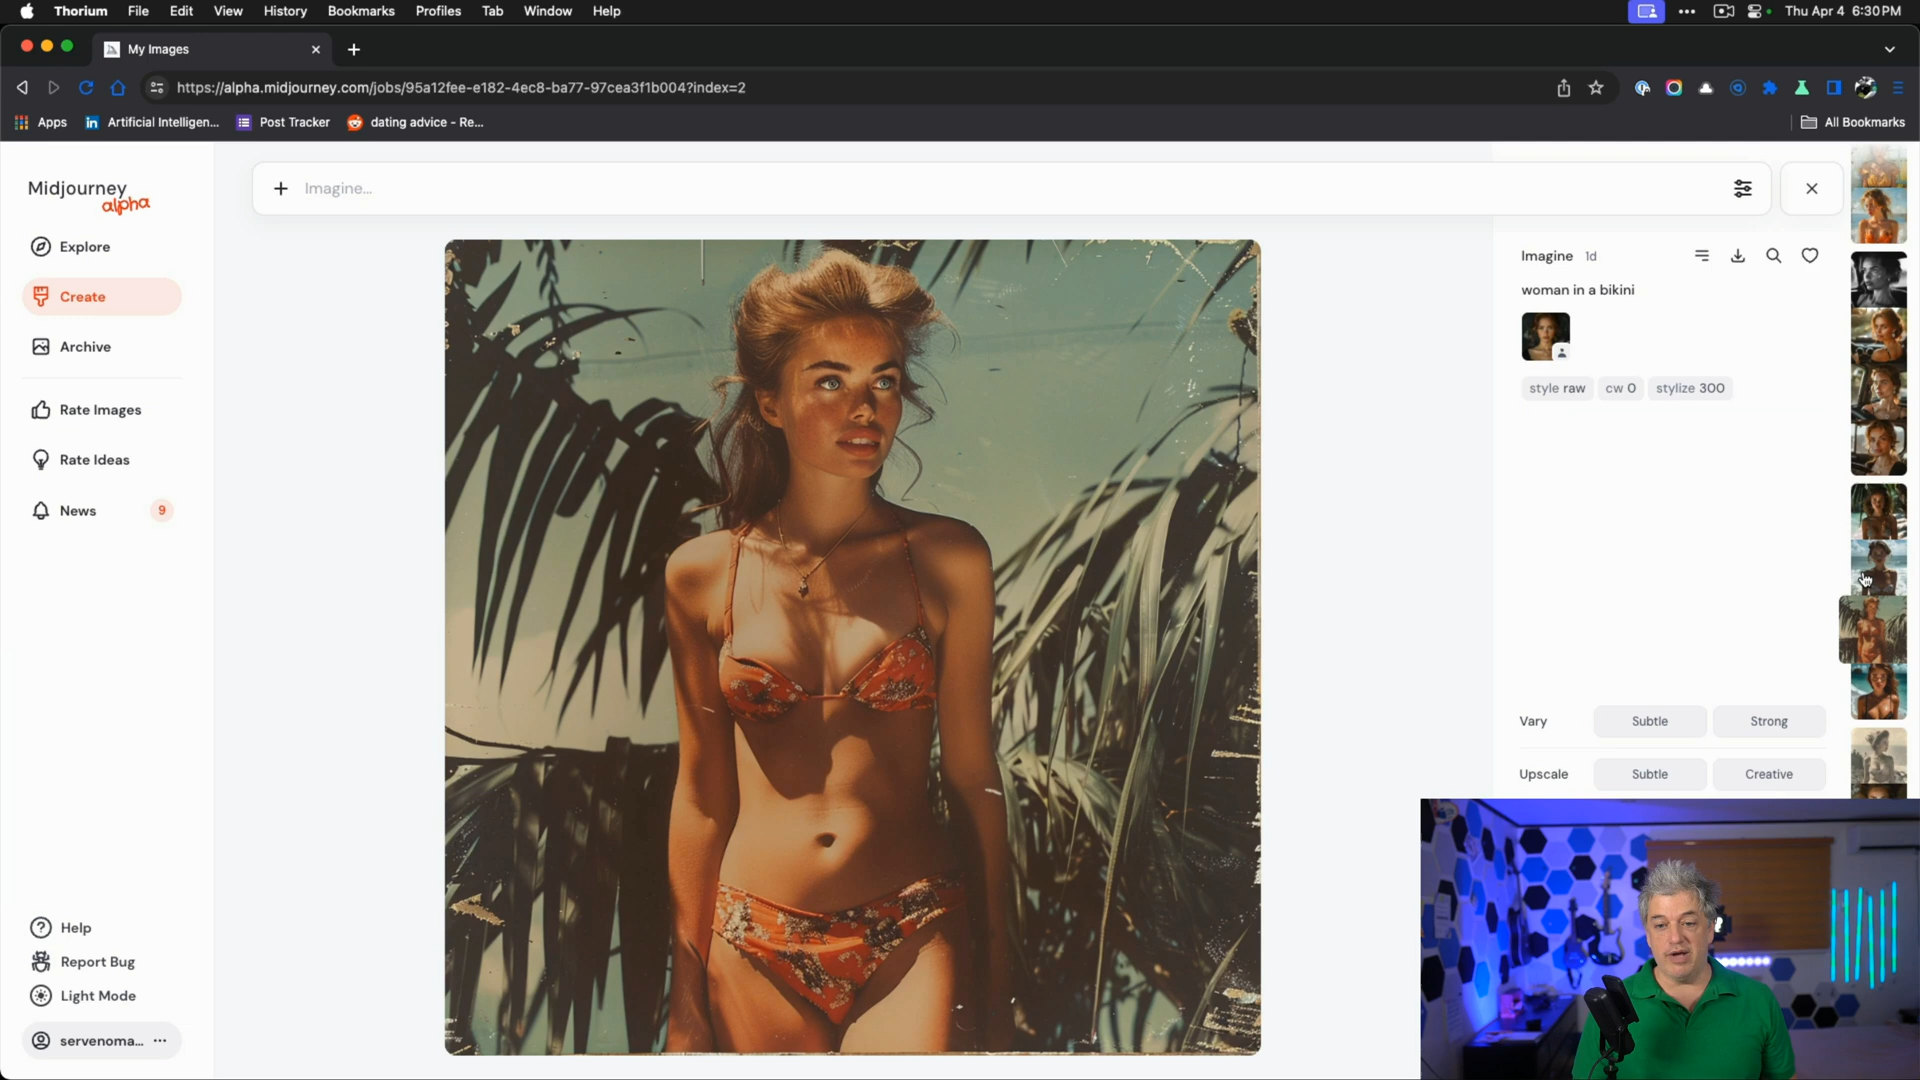 Thorium File Edit View History Bookmarks Profiles Tab Window Help
Thu Apr 4 6:30PM
My Images
https://alpha.midjourney.com/jobs/95a12fee-e182-4ec8-ba77-97cea3f1b004?index=2
Apps Artificial Intelligen... Post Tracker dating advice - Re... All Bookmarks
Midjourney
alpha
Imagine...
Explore
Create
Archive
Rate Images
Rate Ideas
News 9
Imagine 1d
woman in a bikini
style raw cw 0 stylize 300
Vary Subtle Strong
Upscale Subtle Creative
Help
Report Bug
Light Mode
servenoma... ...